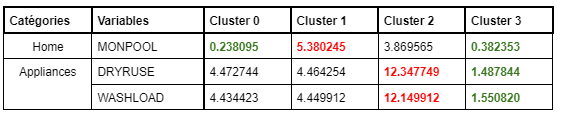 Catégories Variables Cluster 0 Cluster 1 Cluster 2 Cluster 3
Home MONPOOL 0.238095 5.380245 3.869565 0.382353
Appliances DRYRUSE 4.472744 4.464254 12.347749 1.487844
WASHLOAD 4.434423 4.449912 12.149912 1.550820